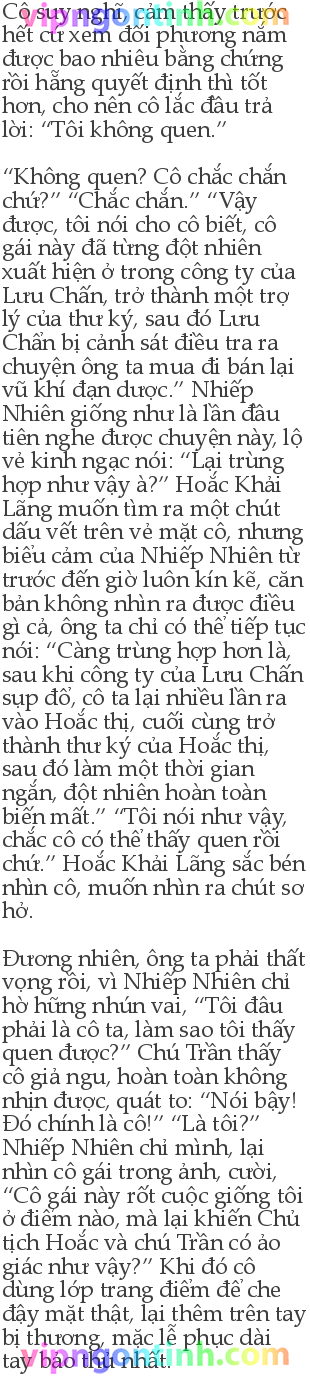 vipngontinh.com
Cô suy nghĩ, cảm thấy trước
hết cứ xem đối phương nắm
được bao nhiêu bằng chứng
rồi hẵng quyết định thì tốt
hơn, cho nên cô lắc đầu trả
lời: “Tôi không quen.”
“Không quen? Cô chắc chắn
chứ?” “Chắc chắn.” “Vậy
được, tôi nói cho cô biết, cô
gái này đã từng đột nhiên
xuất hiện ở trong công ty của
Lưu Chấn, trở thành một trợ
lý của thư ký, sau đó Lưu
Chấn bị cảnh sát điều tra ra
chuyện ông ta mua đi bán lại
vũ khí đạn dược.” Nhiếp
Nhiên giống như là lần đầu
tiên nghe được chuyện này, lộ
vẻ kinh ngạc nói: “Lại trùng
hợp như vậy à?” Hoắc Khải
Lãng muốn tìm ra một chút
dấu vết trên vẻ mặt cô, nhưng
biểu cảm của Nhiếp Nhiên từ
trước đến giờ luôn kín kẽ, căn
bản không nhìn ra được điều
gì cả, ông ta chỉ có thể tiếp tục
nói: “Càng trùng hợp hơn là,
sau khi công ty của Lưu Chấn
sụp đổ, cô ta lại nhiều lần ra
vào Hoắc thị, cuối cùng trở
thành thư ký của Hoắc thị,
sau đó làm một thời gian
ngắn, đột nhiên hoàn toàn
biến mất.” “Tôi nói như vậy,
chắc cô có thể thấy quen rồi
chứ.” Hoắc Khải Lãng sắc bén
nhìn cô, muốn nhìn ra chút sơ
hở.
Đương nhiên, ông ta phải thất
vọng rồi, vì Nhiếp Nhiên chỉ
hờ hững nhún vai, “Tôi đâu
phải là cô ta, làm sao tôi thấy
quen được?” Chú Trần thấy
cô giả ngu, hoàn toàn không
nhịn được, quát to: “Nói bậy!
Đó chính là cô!” “Là tôi?”
Nhiếp Nhiên chỉ mình, lại
nhìn cô gái trong ảnh, cười,
“Cô gái này rốt cuộc giống tôi
ở điểm nào, mà lại khiến Chủ
tịch Hoắc và chú Trần có ảo
giác như vậy?” Khi đó cô
dùng lớp trang điểm để che
đậy mặt thật, lại thêm trên tay
bị thương, mặc lễ phục dài
tay bảo thủ nhất.
vipngontinh.com